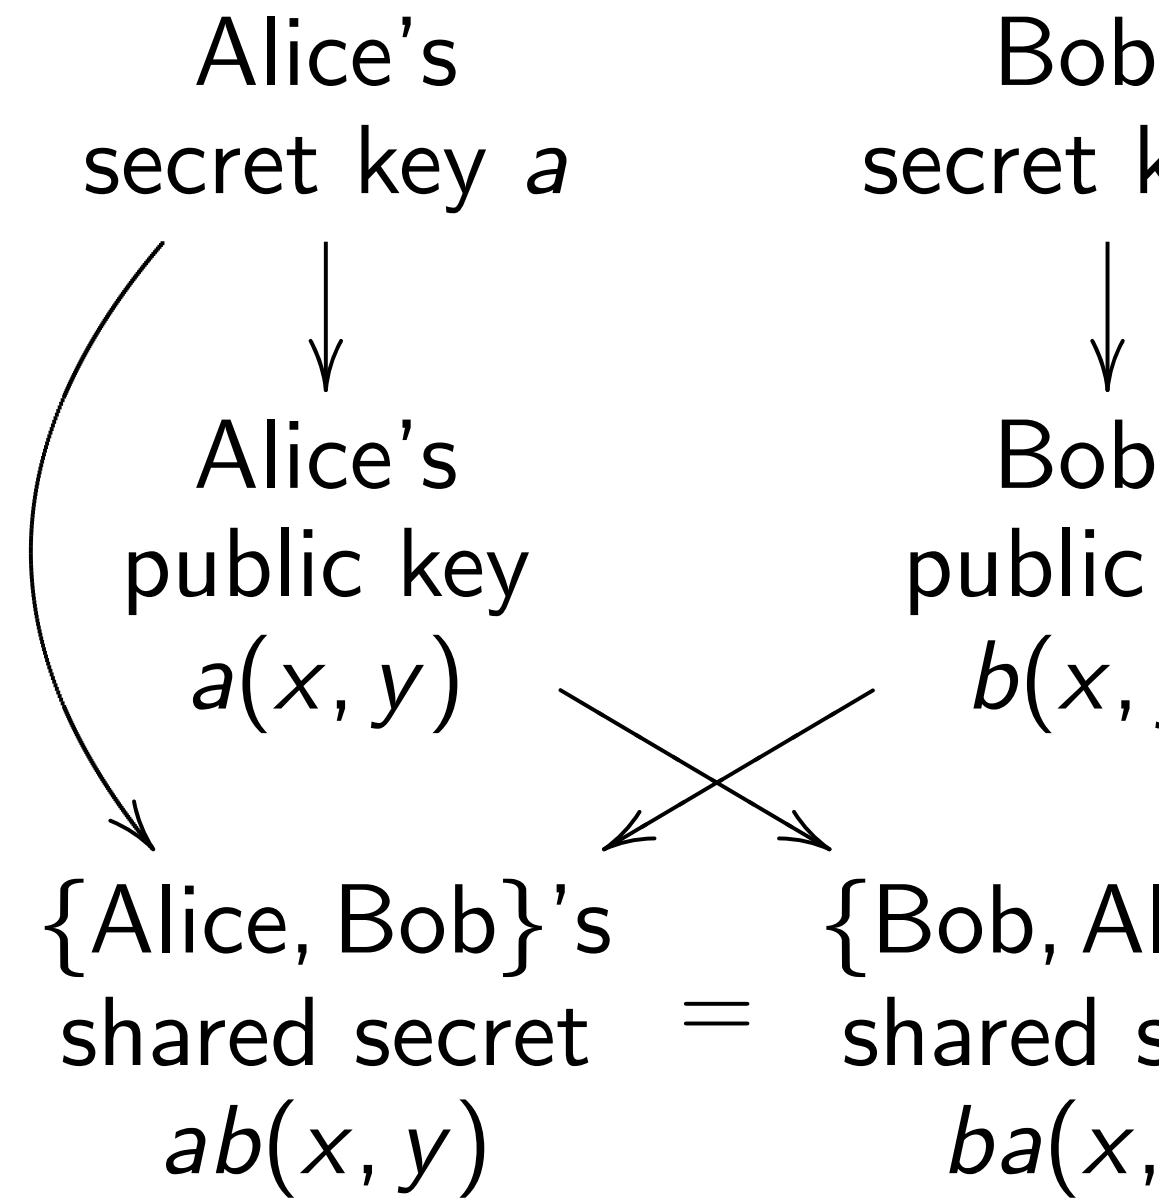 Alice's
secret key a
Bob
secret k
Alice's
public key
a(x, y)
Bob
public
b(x,
{Alice, Bob}'s
shared secret
ab(x, y)
=
{Bob, Al
shared s
ba(x,